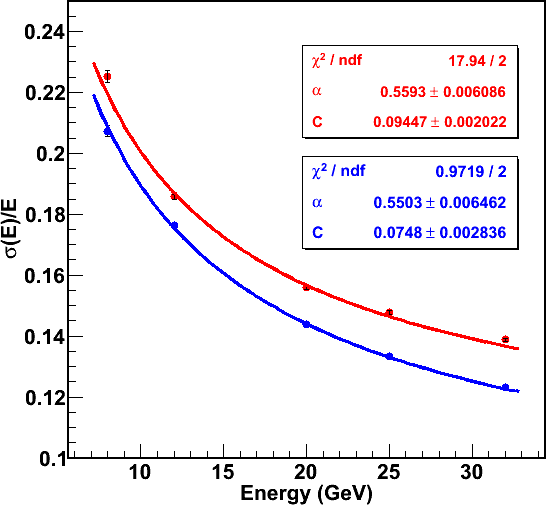 0.24
0.22
0.2
0.18
0.16
0.14
0.12
0.1
σ(E)/E
χ² / ndf 17.94 / 2
α 0.5593 ± 0.006086
C 0.09447 ± 0.002022
χ² / ndf 0.9719 / 2
α 0.5503 ± 0.006462
C 0.0748 ± 0.002836
10 15 20 25 30
Energy (GeV)